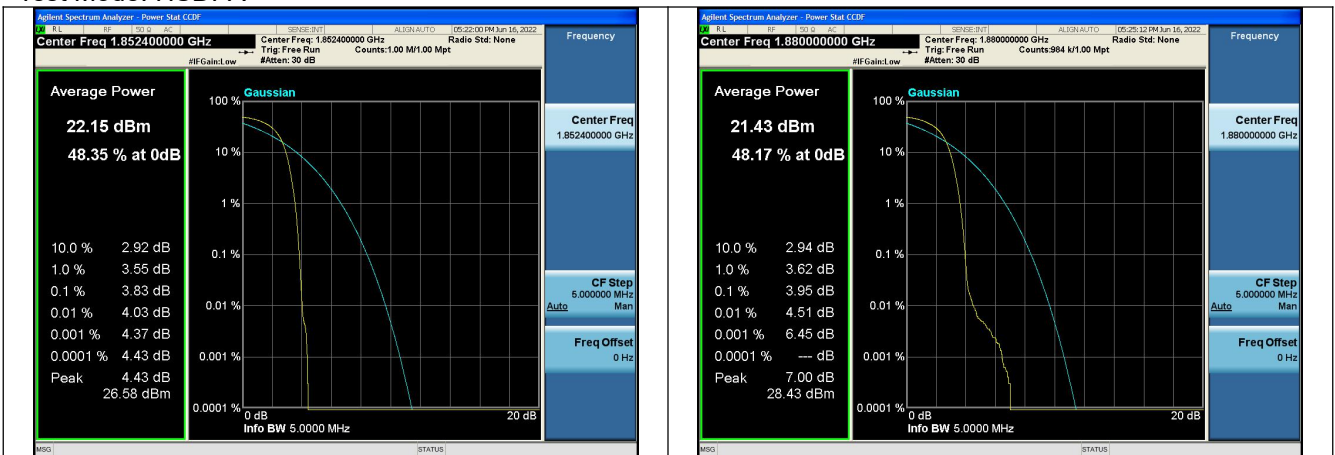 Agilent Spectrum Analyzer - Power Stat CCDF
RL RF 50 Ω AC SENSE:INT ALIGN AUTO 05:22:00 PM Jun 16, 2022
Center Freq 1.852400000 GHz
Center Freq: 1.852400000 GHz Radio Std: None
Trig: Free Run Counts:1.00 M/1.00 Mpt
#IFGain:Low #Atten: 30 dB
Frequency
Average Power
22.15 dBm
48.35 % at 0dB
10.0 % 2.92 dB
1.0 % 3.55 dB
0.1 % 3.83 dB
0.01 % 4.03 dB
0.001 % 4.37 dB
0.0001 % 4.43 dB
Peak 4.43 dB
26.58 dBm
Gaussian
100 %
10 %
1 %
0.1 %
0.01 %
0.001 %
0.0001 %
0 dB 20 dB
Info BW 5.0000 MHz
Center Freq
1.852400000 GHz
CF Step
5.000000 MHz
Auto Man
Freq Offset
0 Hz
MSG STATUS
Agilent Spectrum Analyzer - Power Stat CCDF
RL RF 50 Ω AC SENSE:INT ALIGN AUTO 05:25:12 PM Jun 16, 2022
Center Freq 1.880000000 GHz
Center Freq: 1.880000000 GHz Radio Std: None
Trig: Free Run Counts:984 k/1.00 Mpt
#IFGain:Low #Atten: 30 dB
Frequency
Average Power
21.43 dBm
48.17 % at 0dB
10.0 % 2.94 dB
1.0 % 3.62 dB
0.1 % 3.95 dB
0.01 % 4.51 dB
0.001 % 6.45 dB
0.0001 % --- dB
Peak 7.00 dB
28.43 dBm
Gaussian
100 %
10 %
1 %
0.1 %
0.01 %
0.001 %
0.0001 %
0 dB 20 dB
Info BW 5.0000 MHz
Center Freq
1.880000000 GHz
CF Step
5.000000 MHz
Auto Man
Freq Offset
0 Hz
MSG STATUS